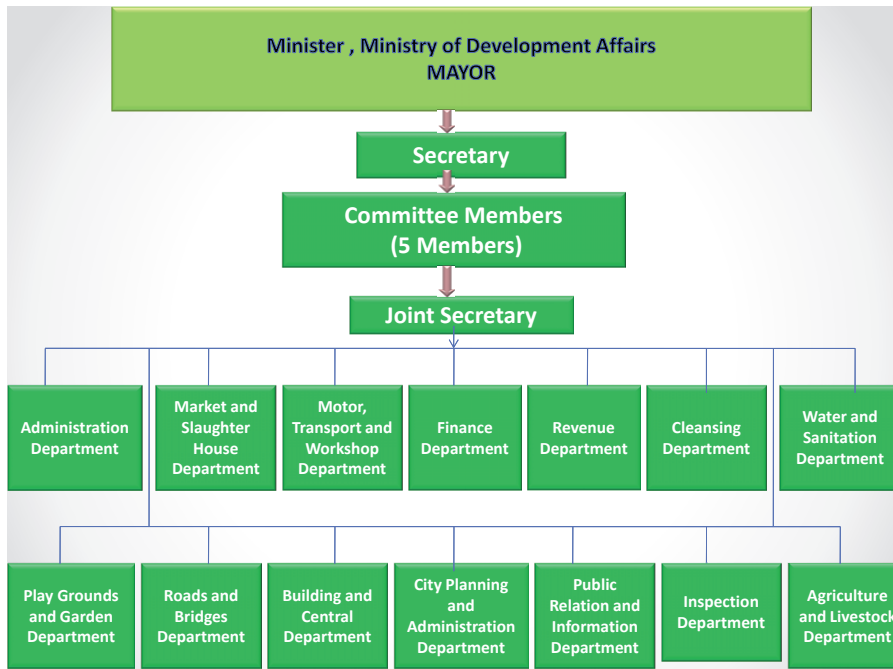 Minister , Ministry of Development Affairs
MAYOR
Secretary
Committee Members
(5 Members)
Joint Secretary
Administration
Department
Market and
Slaughter
House
Department
Motor,
Transport and
Workshop
Department
Finance
Department
Revenue
Department
Cleansing
Department
Water and
Sanitation
Department
Play Grounds
and Garden
Department
Roads and
Bridges
Department
Building and
Central
Department
City Planning
and
Administration
Department
Public
Relation and
Information
Department
Inspection
Department
Agriculture
and Livestock
Department